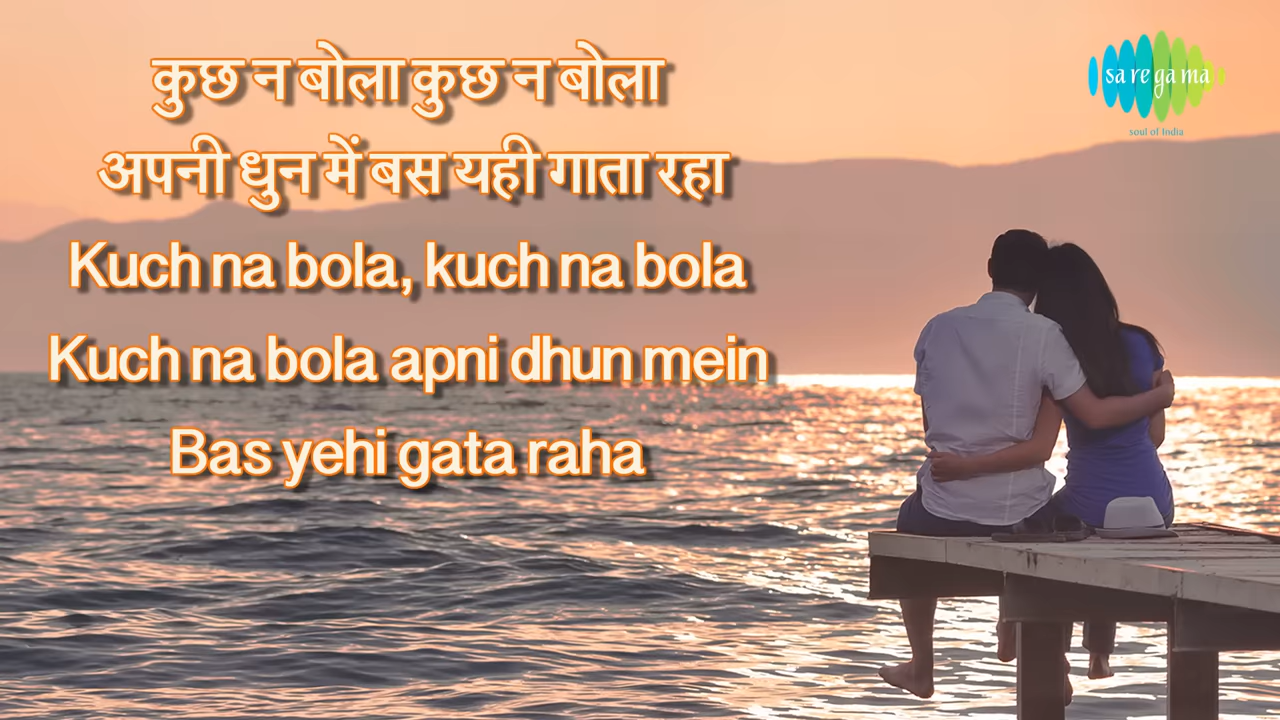 कुछ न बोला कुछ न बोला
अपनी धुन में बस यही गाता रहा
Kuch na bola, kuch na bola
Kuch na bola apni dhun mein
Bas yehi gata raha
sa re ga ma
soul of India